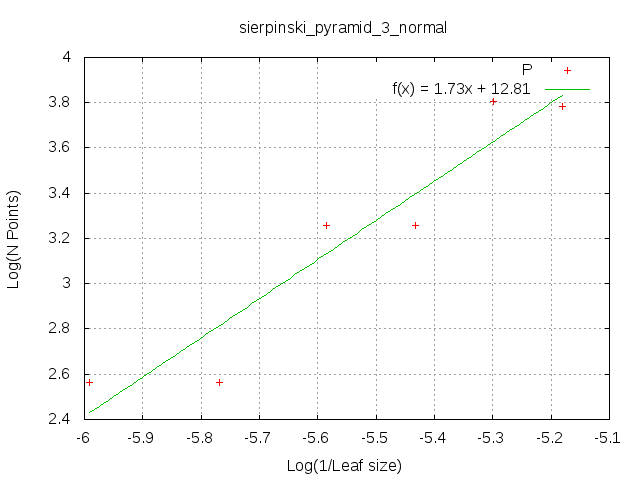 sierpinski_pyramid_3_normal
4
3.8
3.6
3.4
3.2
3
2.8
2.6
2.4
Log(N Points)
P
f(x) = 1.73x + 12.81
-6 -5.9 -5.8 -5.7 -5.6 -5.5 -5.4 -5.3 -5.2 -5.1
Log(1/Leaf size)